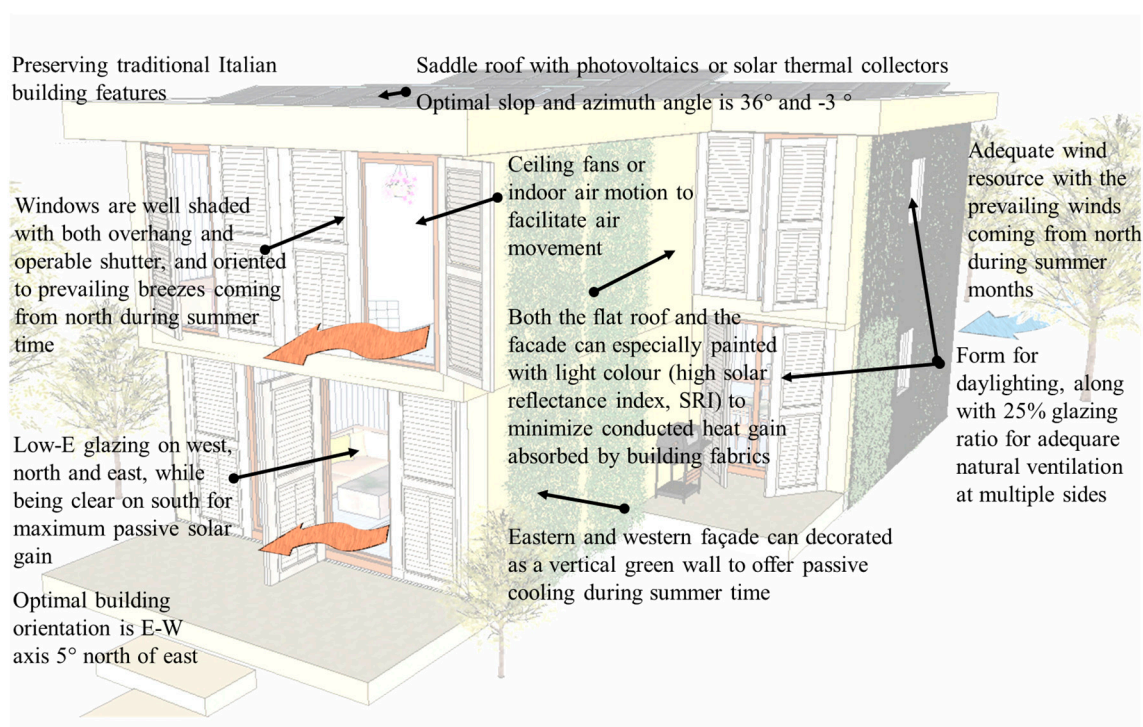 Preserving traditional Italian
building features
Saddle roof with photovoltaics or solar thermal collectors
Optimal slop and azimuth angle is 36° and -3 °
Windows are well shaded
with both overhang and
operable shutter, and oriented
to prevailing breezes coming
from north during summer
time
Ceiling fans or
indoor air motion to
facilitate air
movement
Adequate wind
resource with the
prevailing winds
coming from north
during summer
months
Both the flat roof and the
facade can especially painted
with light colour (high solar
reflectance index, SRI) to
minimize conducted heat gain
absorbed by building fabrics
Form for
daylighting, along
with 25% glazing
ratio for adequare
natural ventilation
at multiple sides
Low-E glazing on west,
north and east, while
being clear on south for
maximum passive solar
gain
Eastern and western façade can decorated
as a vertical green wall to offer passive
cooling during summer time
Optimal building
orientation is E-W
axis 5° north of east